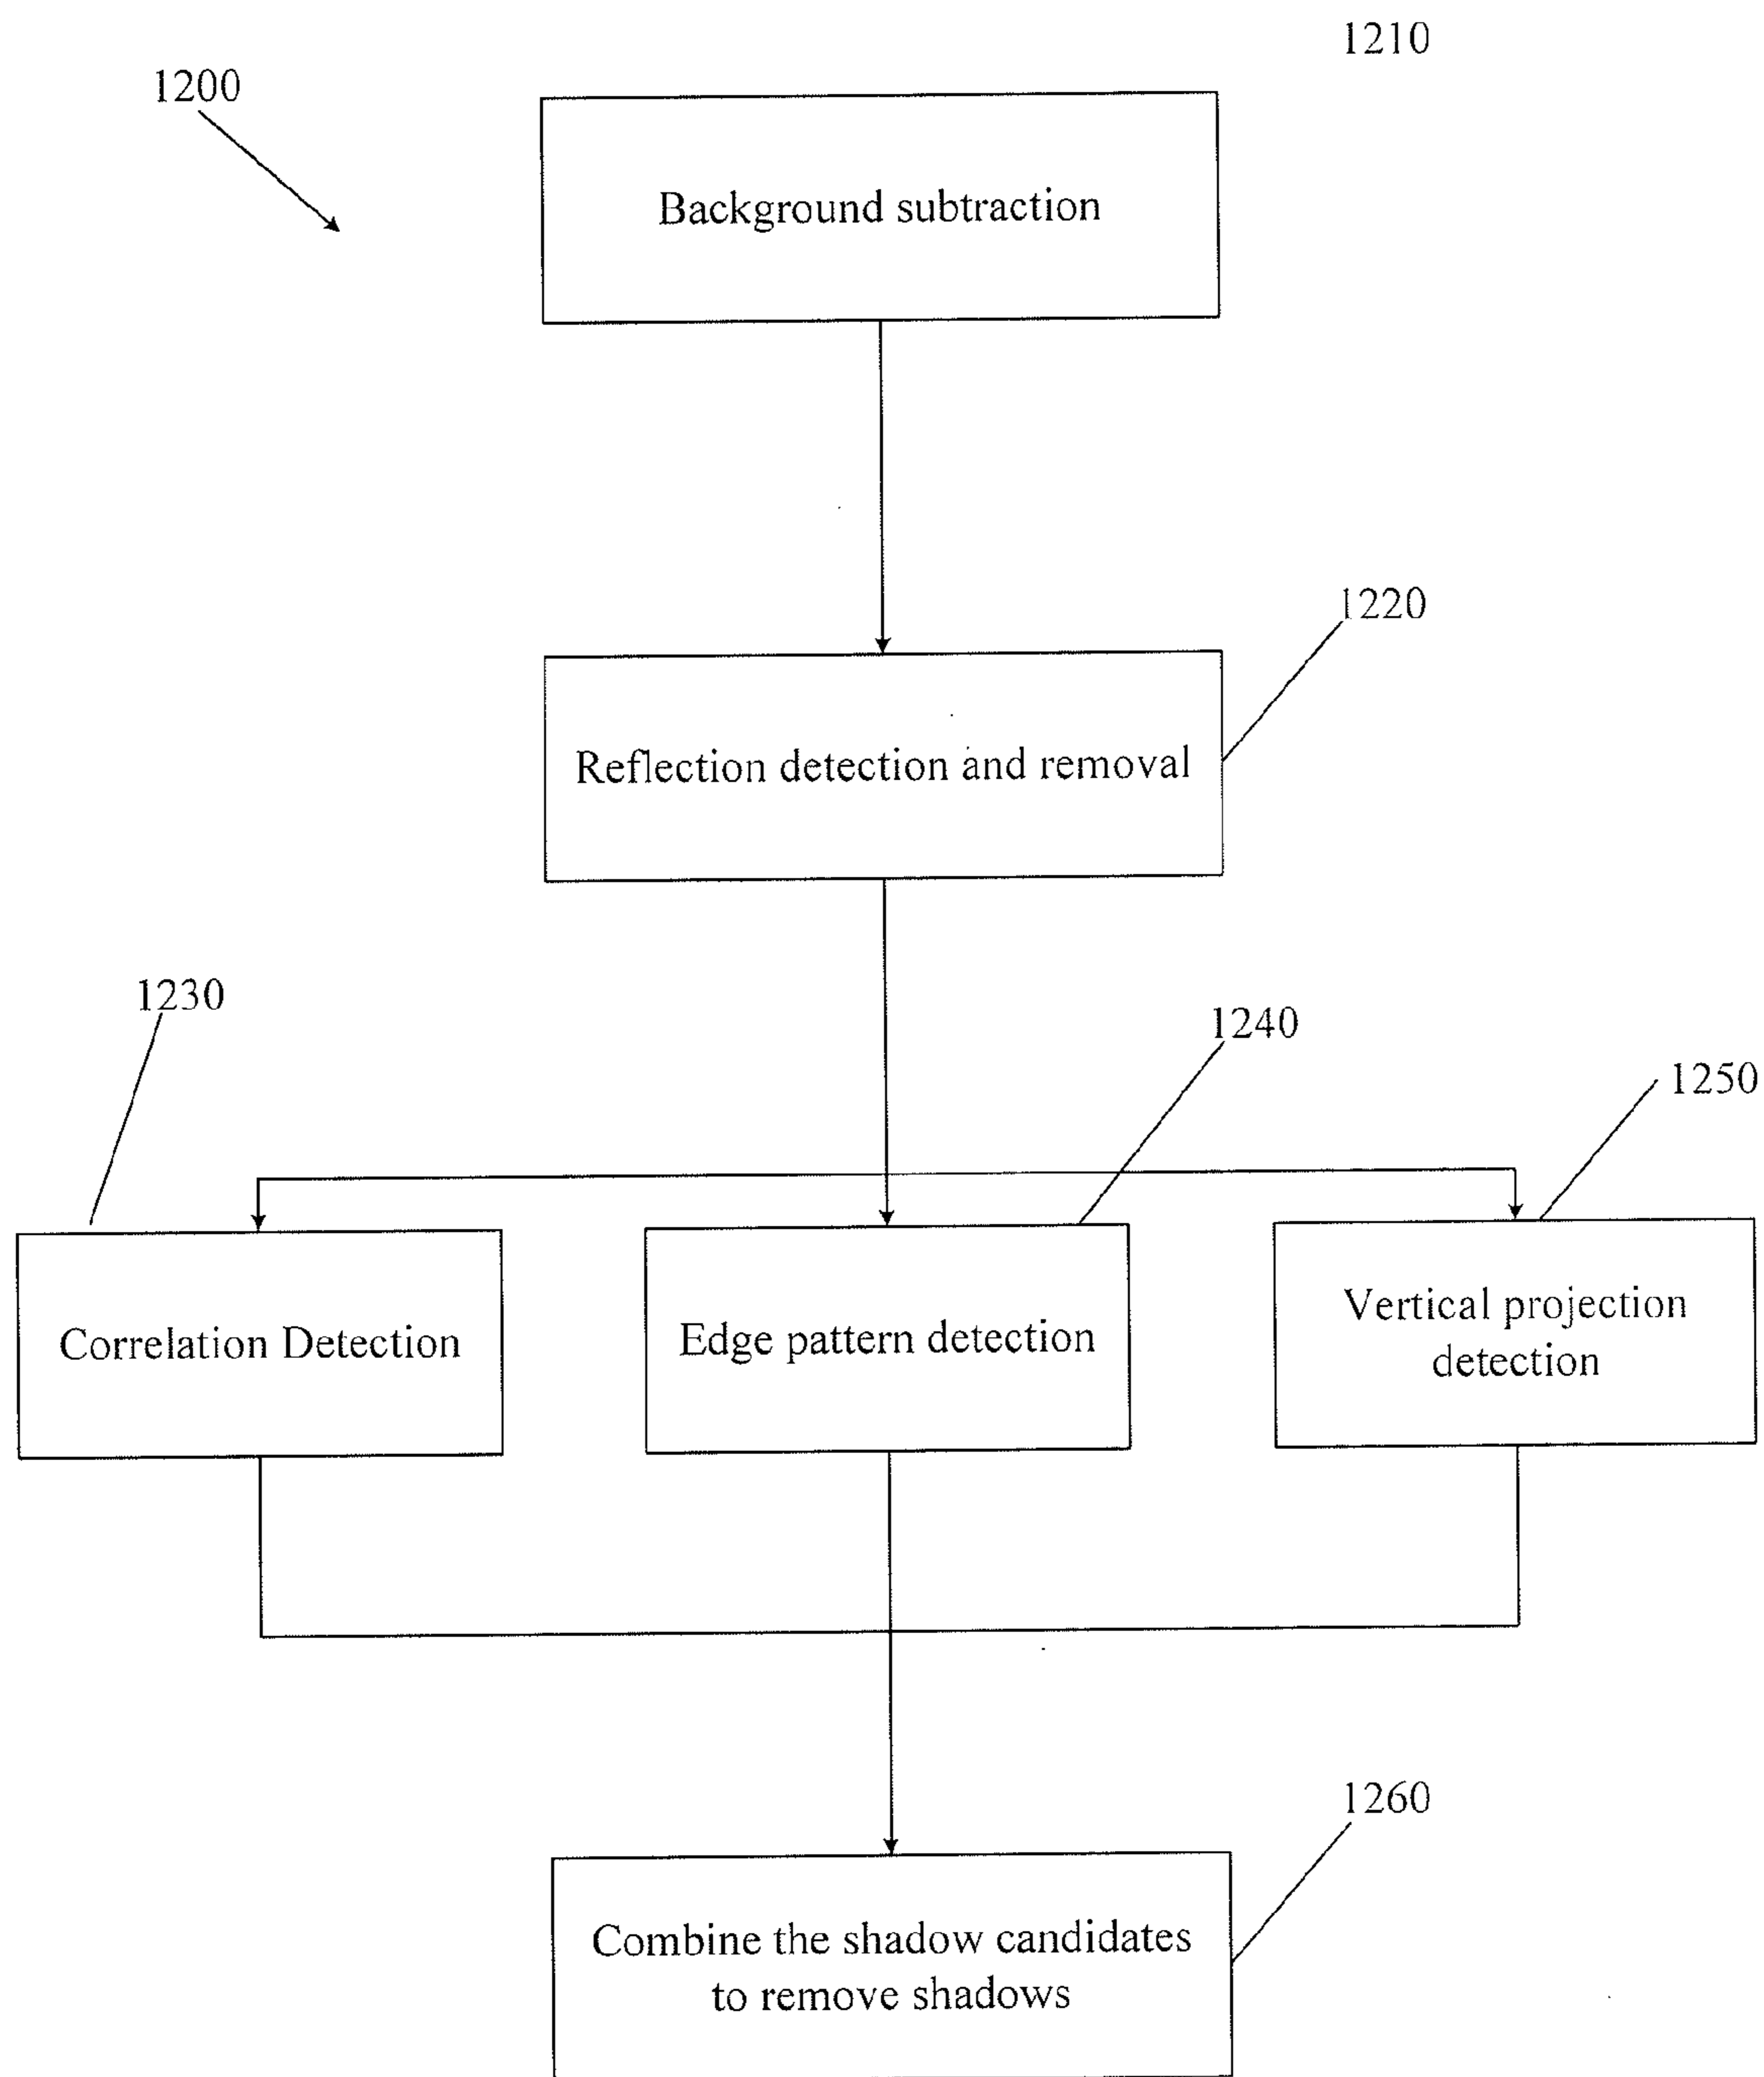 1210
1200
Background subtraction
1220
Reflection detection and removal
1230
1240
1250
Correlation Detection
Edge pattern detection
Vertical projection
detection
1260
Combine the shadow candidates
to remove shadows